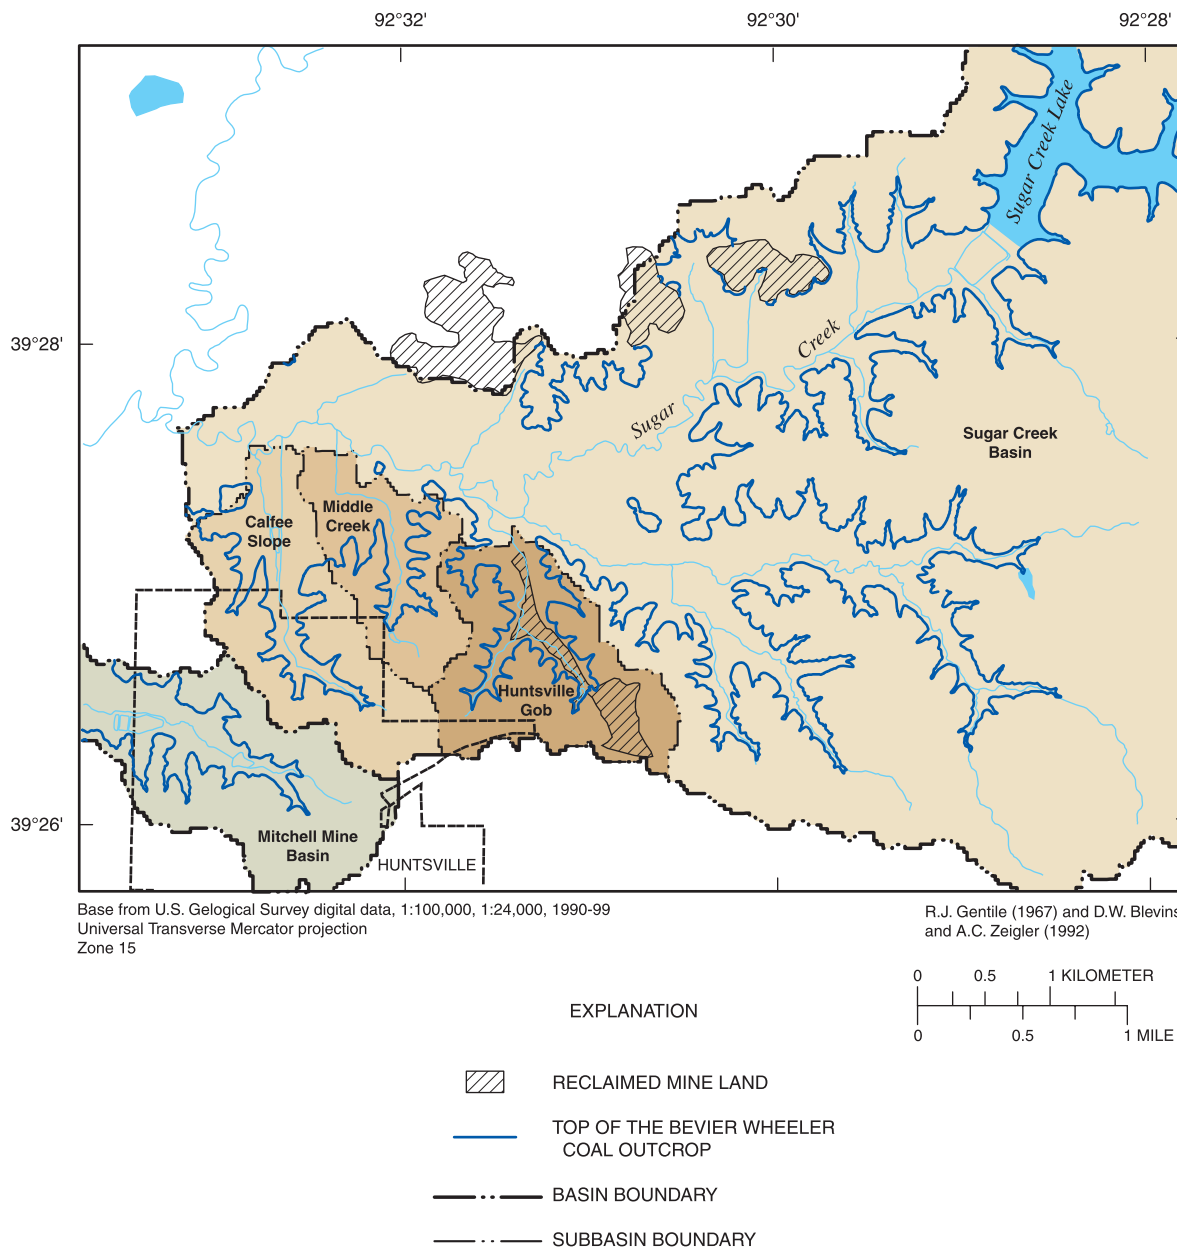 92°32' 92°30' 92°28'
Sugar Creek Lake
39°28'
Creek
Sugar
Sugar Creek
Basin
Middle
Creek
Calfee
Slope
Huntsville
Gob
39°26'
Mitchell Mine
Basin
HUNTSVILLE
Base from U.S. Gelogical Survey digital data, 1:100,000, 1:24,000, 1990-99
Universal Transverse Mercator projection
Zone 15
R.J. Gentile (1967) and D.W. Blevins
and A.C. Zeigler (1992)
0 0.5 1 KILOMETER
0 0.5 1 MILE
EXPLANATION
RECLAIMED MINE LAND
TOP OF THE BEVIER WHEELER
COAL OUTCROP
BASIN BOUNDARY
SUBBASIN BOUNDARY